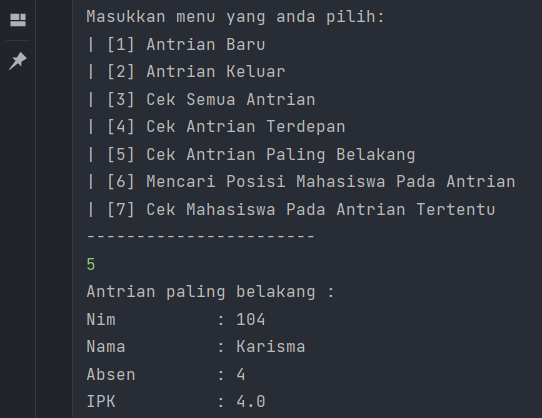 Masukkan menu yang anda pilih:
| [1] Antrian Baru
| [2] Antrian Keluar
| [3] Cek Semua Antrian
| [4] Cek Antrian Terdepan
| [5] Cek Antrian Paling Belakang
| [6] Mencari Posisi Mahasiswa Pada Antrian
| [7] Cek Mahasiswa Pada Antrian Tertentu
-----------------------
5
Antrian paling belakang :
Nim          : 104
Nama         : Karisma
Absen        : 4
IPK          : 4.0